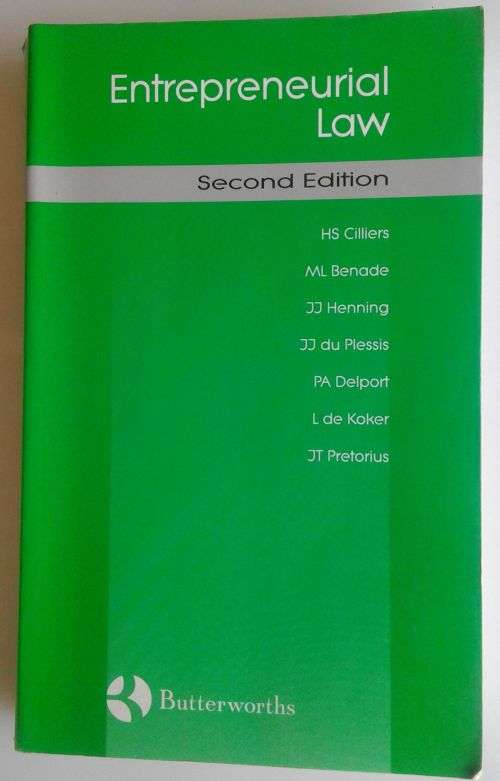 Entrepreneurial
Law
Second Edition
HS Cilliers
ML Benade
JJ Henning
JJ du Plessis
PA Delport
L de Koker
JT Pretorius
Butterworths